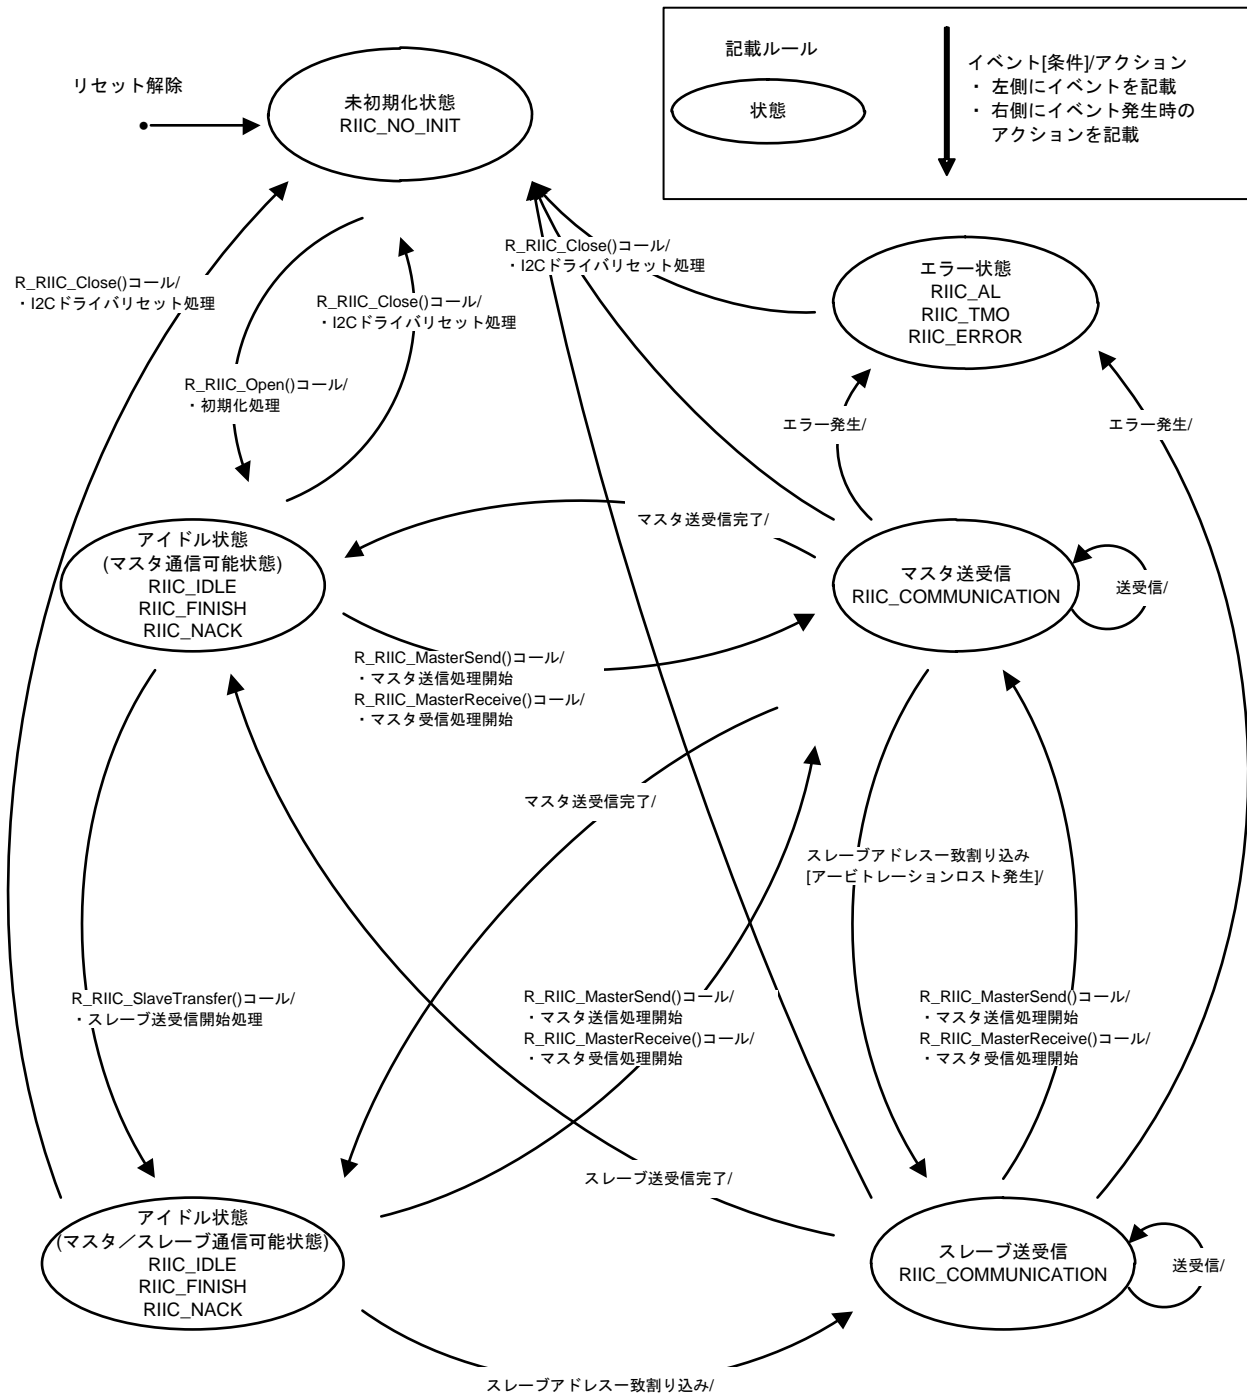 記載ルール
状態
イベント[条件]/アクション
・ 左側にイベントを記載
・ 右側にイベント発生時の
アクションを記載
リセット解除
未初期化状態
RIIC_NO_INIT
R_RIIC_Close()コール/
・I2Cドライバリセット処理
R_RIIC_Close()コール/
・I2Cドライバリセット処理
R_RIIC_Close()コール/
・I2Cドライバリセット処理
エラー状態
RIIC_AL
RIIC_TMO
RIIC_ERROR
R_RIIC_Open()コール/
・初期化処理
エラー発生/
エラー発生/
マスタ送受信完了/
アイドル状態
(マスタ通信可能状態)
RIIC_IDLE
RIIC_FINISH
RIIC_NACK
マスタ送受信
RIIC_COMMUNICATION
送受信/
R_RIIC_MasterSend()コール/
・マスタ送信処理開始
R_RIIC_MasterReceive()コール/
・マスタ受信処理開始
マスタ送受信完了/
スレーブアドレス一致割り込み
[アービトレーションロスト発生]/
R_RIIC_SlaveTransfer()コール/
・スレーブ送受信開始処理
R_RIIC_MasterSend()コール/
・マスタ送信処理開始
R_RIIC_MasterReceive()コール/
・マスタ受信処理開始
R_RIIC_MasterSend()コール/
・マスタ送信処理開始
R_RIIC_MasterReceive()コール/
・マスタ受信処理開始
スレーブ送受信完了/
アイドル状態
(マスタ／スレーブ通信可能状態)
RIIC_IDLE
RIIC_FINISH
RIIC_NACK
スレーブ送受信
RIIC_COMMUNICATION
送受信/
スレーブアドレス一致割り込み/